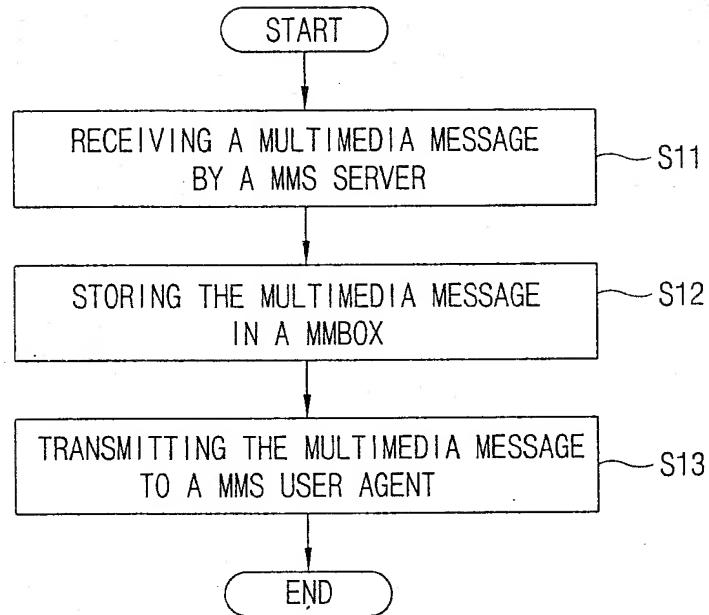 START
RECEIVING A MULTIMEDIA MESSAGE
BY A MMS SERVER
S11
STORING THE MULTIMEDIA MESSAGE
IN A MMBOX
S12
TRANSMITTING THE MULTIMEDIA MESSAGE
TO A MMS USER AGENT
S13
END